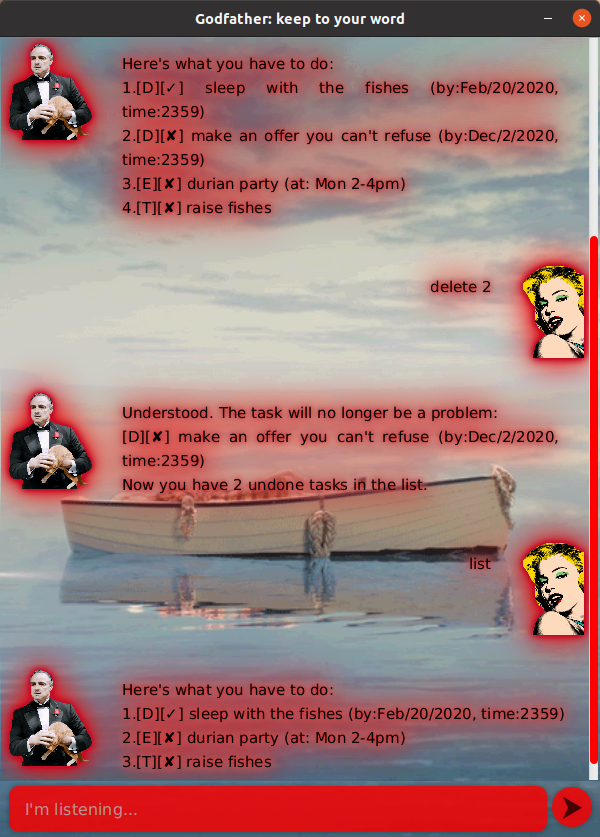 Godfather: keep to your word
Here's what you have to do:
1.[D][✓] sleep with the fishes (by:Feb/20/2020,
time:2359)
2.[D][✘] make an offer you can't refuse (by:Dec/2/2020,
time:2359)
3.[E][✘] durian party (at: Mon 2-4pm)
4.[T][✘] raise fishes
delete 2
Understood. The task will no longer be a problem:
[D][✘] make an offer you can't refuse (by:Dec/2/2020,
time:2359)
Now you have 2 undone tasks in the list.
list
Here's what you have to do:
1.[D][✓] sleep with the fishes (by:Feb/20/2020, time:2359)
2.[E][✘] durian party (at: Mon 2-4pm)
3.[T][✘] raise fishes
I'm listening...